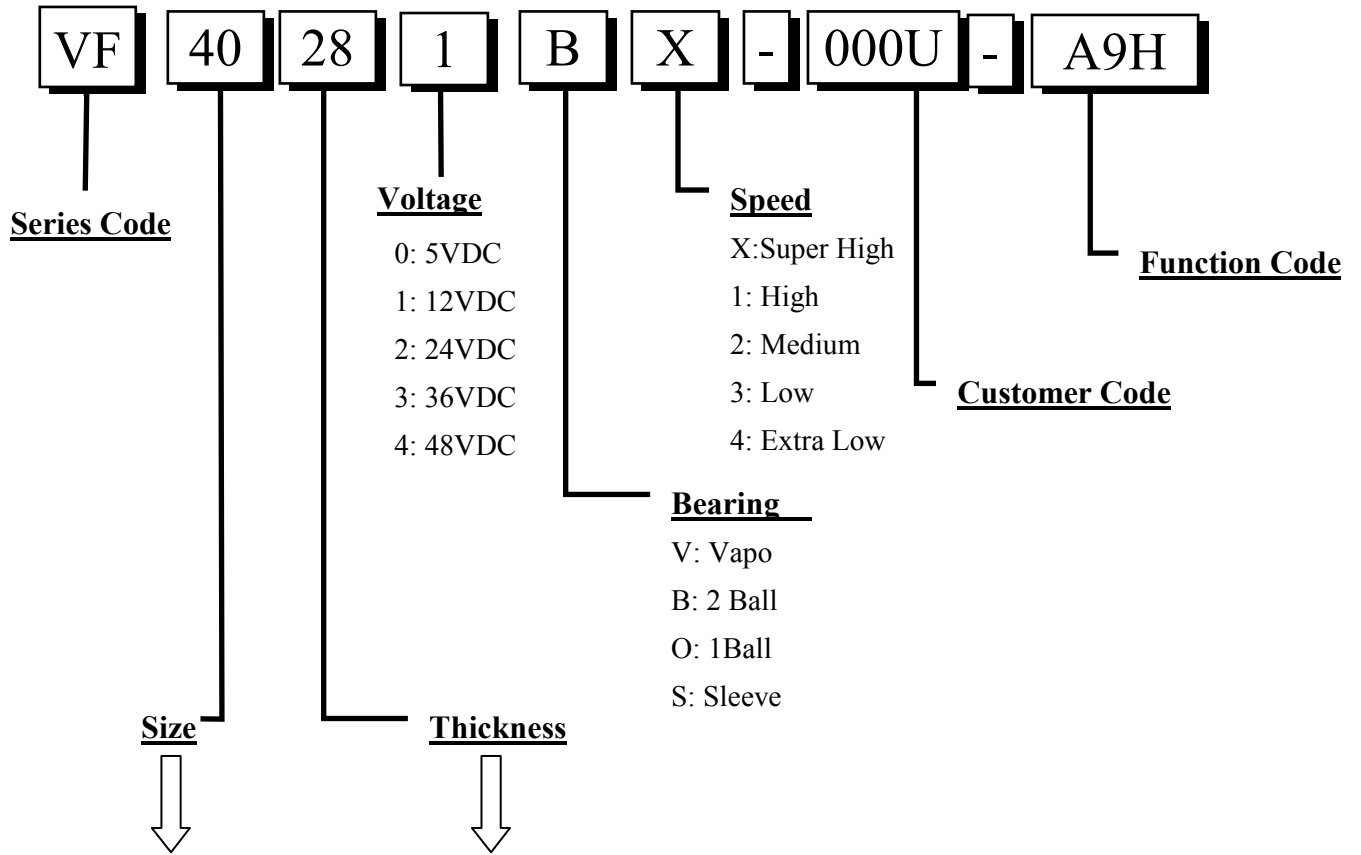 VF 40 28 1 B X - 000U - A9H
Series Code
Voltage
0: 5VDC
1: 12VDC
2: 24VDC
3: 36VDC
4: 48VDC
Speed
X:Super High
1: High
2: Medium
3: Low
4: Extra Low
Function Code
Customer Code
Bearing
V: Vapo
B: 2 Ball
O: 1Ball
S: Sleeve
Size
Thickness